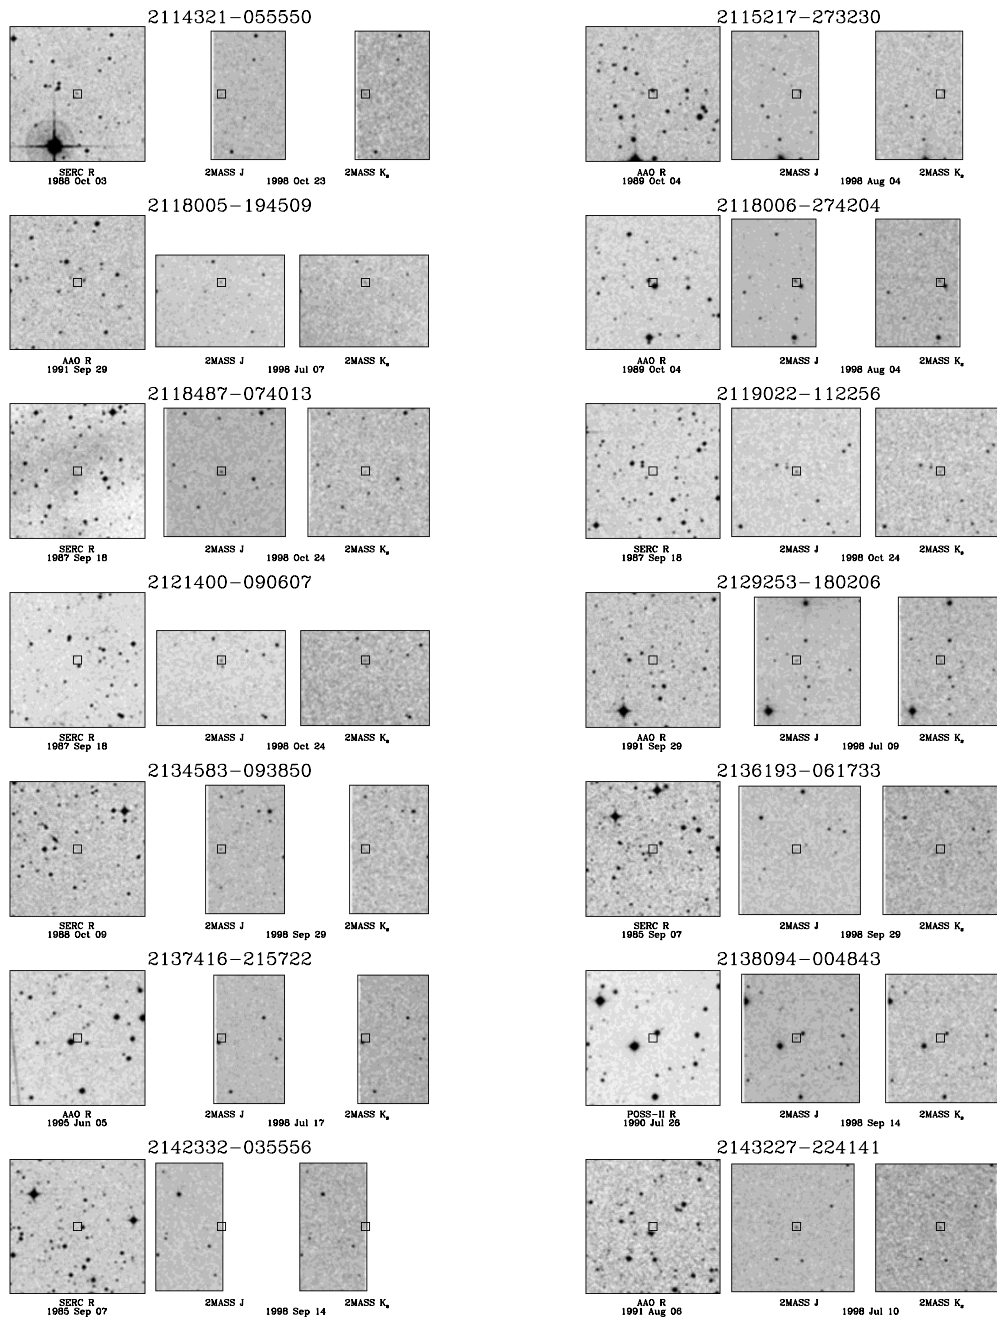 2114321−055550
SERC R
1988 Oct 03
2MASS J
1998 Oct 23
2MASS Ks
2115217−273230
AAO R
1989 Oct 04
2MASS J
1998 Aug 04
2MASS Ks
2118005−194509
AAO R
1991 Sep 29
2MASS J
1998 Jul 07
2MASS Ks
2118006−274204
AAO R
1989 Oct 04
2MASS J
1998 Aug 04
2MASS Ks
2118487−074013
SERC R
1987 Sep 18
2MASS J
1998 Oct 24
2MASS Ks
2119022−112256
SERC R
1987 Sep 18
2MASS J
1998 Oct 24
2MASS Ks
2121400−090607
SERC R
1987 Sep 18
2MASS J
1998 Oct 24
2MASS Ks
2129253−180206
AAO R
1991 Sep 29
2MASS J
1998 Jul 09
2MASS Ks
2134583−093850
SERC R
1988 Oct 09
2MASS J
1998 Sep 29
2MASS Ks
2136193−061733
SERC R
1985 Sep 07
2MASS J
1998 Sep 29
2MASS Ks
2137416−215722
AAO R
1995 Jun 05
2MASS J
1998 Jul 17
2MASS Ks
2138094−004843
POSS−II R
1990 Jul 26
2MASS J
1998 Sep 14
2MASS Ks
2142332−035556
SERC R
1985 Sep 07
2MASS J
1998 Sep 14
2MASS Ks
2143227−224141
AAO R
1991 Aug 06
2MASS J
1998 Jul 10
2MASS Ks